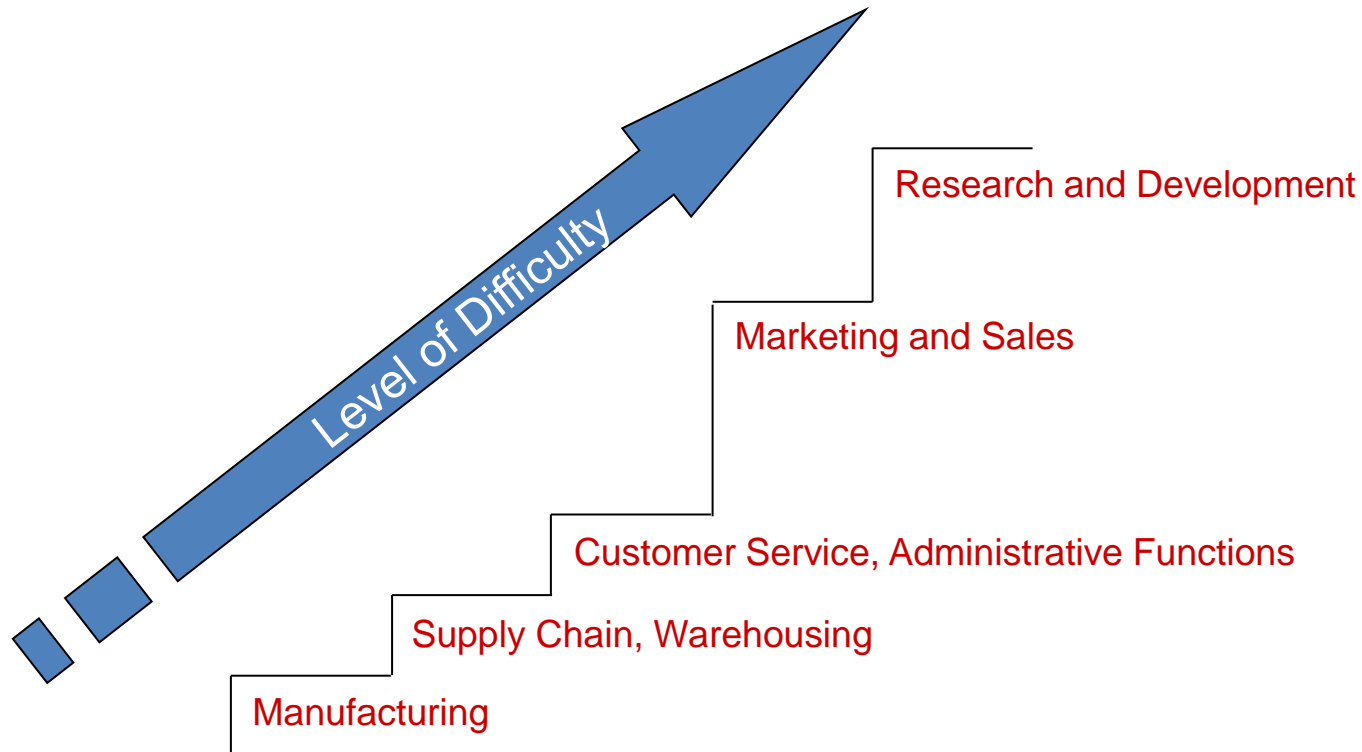 Level of Difficulty
Research and Development
Marketing and Sales
Customer Service, Administrative Functions
Supply Chain, Warehousing
Manufacturing